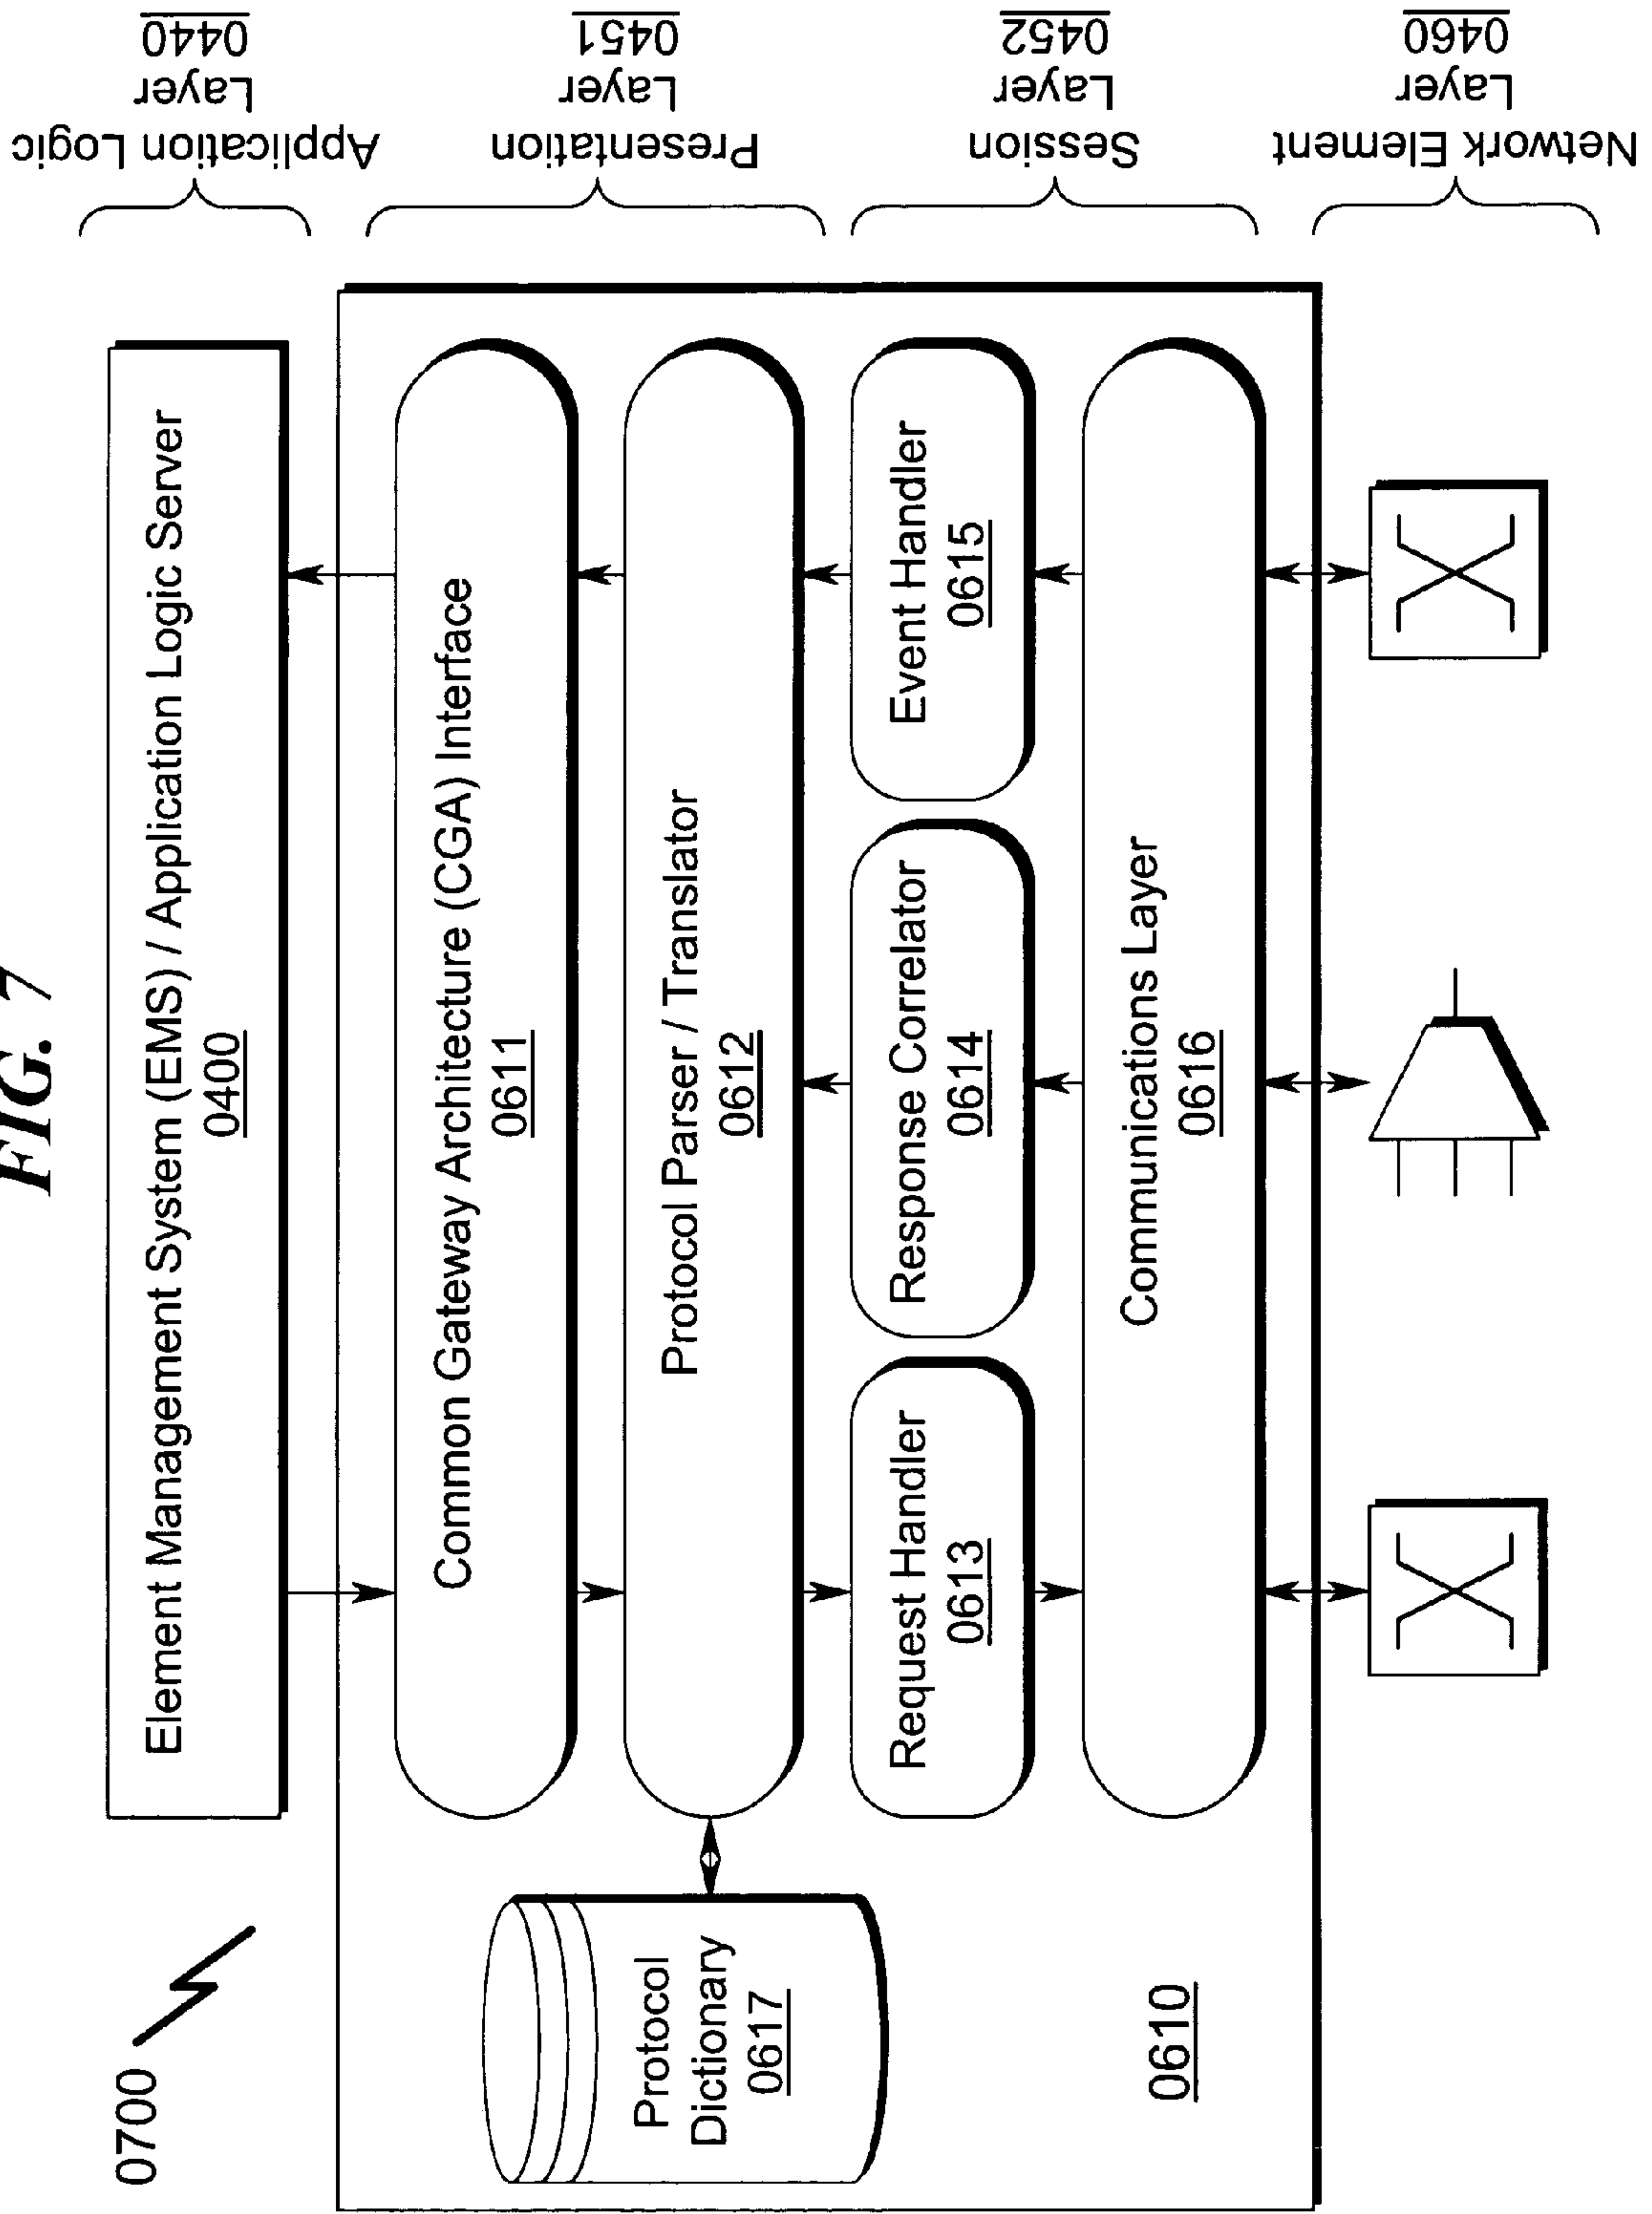 FIG. 7
0700
Element Management System (EMS) / Application Logic Server
0400
Common Gateway Architecture (CGA) Interface
0611
Protocol Parser / Translator
0612
Protocol
Dictionary
0617
Request Handler
0613
Response Correlator
0614
Event Handler
0615
Communications Layer
0616
0610
Application Logic
Layer
0440
Presentation
Layer
0451
Session
Layer
0452
Network Element
Layer
0460